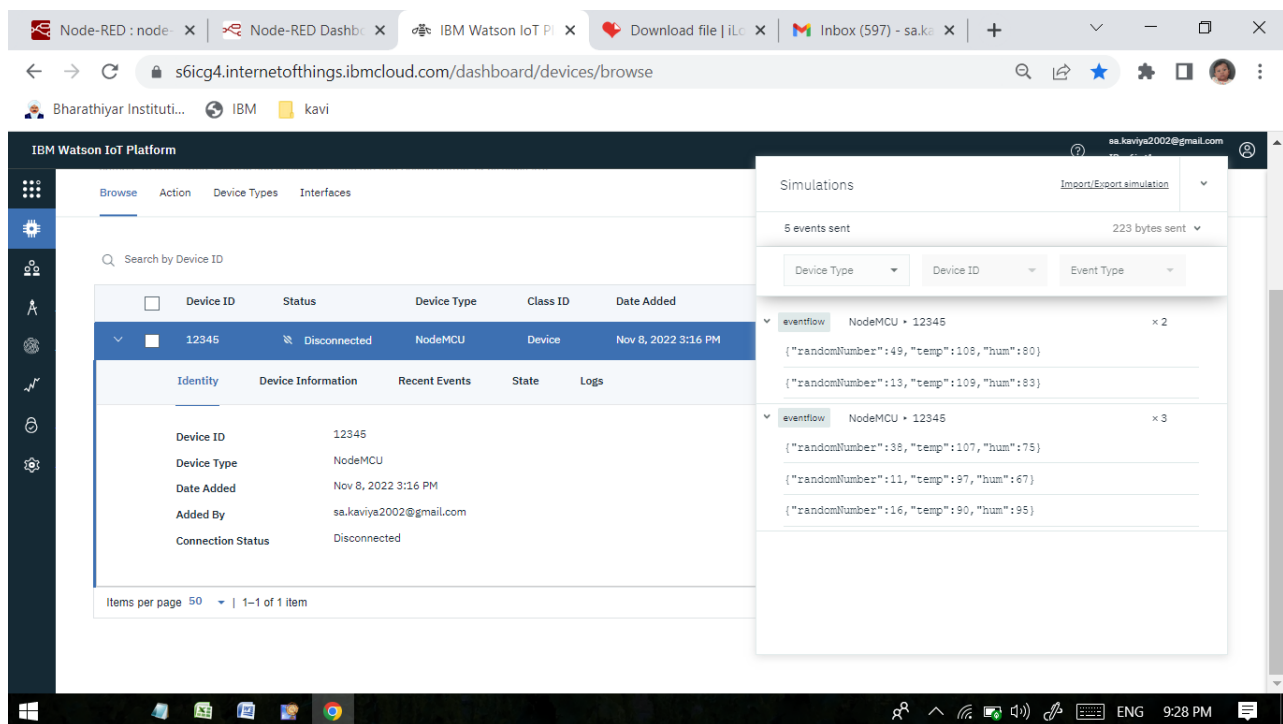 Node-RED : node-
Node-RED Dashbo
IBM Watson IoT Pl
Download file | iLo
Inbox (597) - sa.ka
s6icg4.internetofthings.ibmcloud.com/dashboard/devices/browse
Bharathiyar Instituti... IBM kavi
IBM Watson IoT Platform
sa.kaviya2002@gmail.com
Browse Action Device Types Interfaces
Simulations Import/Export simulation
5 events sent 223 bytes sent
Search by Device ID
Device Type Device ID Event Type
Device ID Status Device Type Class ID Date Added
12345 Disconnected NodeMCU Device Nov 8, 2022 3:16 PM
Identity Device Information Recent Events State Logs
Device ID 12345
Device Type NodeMCU
Date Added Nov 8, 2022 3:16 PM
Added By sa.kaviya2002@gmail.com
Connection Status Disconnected
Items per page 50 | 1–1 of 1 item
eventflow NodeMCU ▸ 12345 × 2
{"randomNumber":49,"temp":108,"hum":80}
{"randomNumber":13,"temp":109,"hum":83}
eventflow NodeMCU ▸ 12345 × 3
{"randomNumber":38,"temp":107,"hum":75}
{"randomNumber":11,"temp":97,"hum":67}
{"randomNumber":16,"temp":90,"hum":95}
ENG 9:28 PM